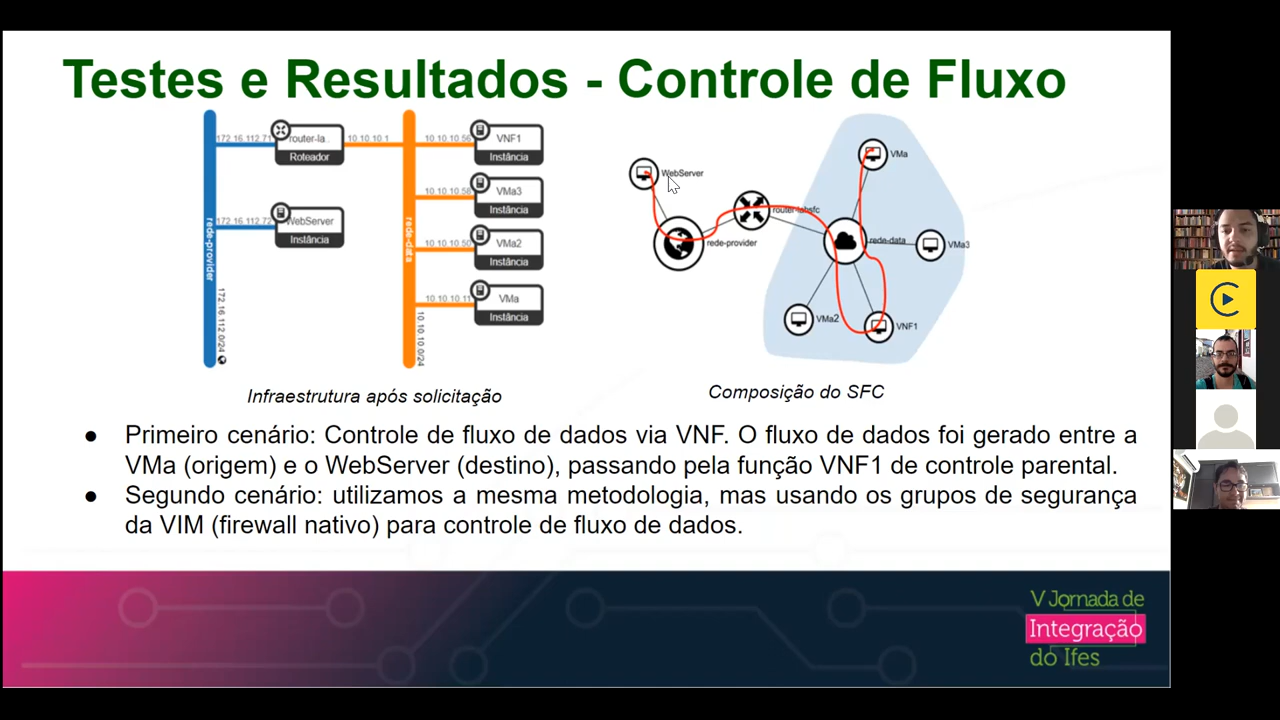 Testes e Resultados - Controle de Fluxo
172.16.112.71
router-la..
Roteador
10.10.10.1
10.10.10.56
VNF1
Instância
10.10.10.58
VMa3
Instância
172.16.112.72
WebServer
Instância
10.10.10.50
VMa2
Instância
10.10.10.11
VMa
Instância
rede-provider
172.16.112.0/24
rede-data
10.10.10.0/24
WebServer
VMa
router-labsfc
rede-provider
rede-data
VMa3
VMa2
VNF1
Infraestrutura após solicitação
Composição do SFC
● Primeiro cenário: Controle de fluxo de dados via VNF. O fluxo de dados foi gerado entre a
VMa (origem) e o WebServer (destino), passando pela função VNF1 de controle parental.
● Segundo cenário: utilizamos a mesma metodologia, mas usando os grupos de segurança
da VIM (firewall nativo) para controle de fluxo de dados.
V Jornada de
Integração
do Ifes